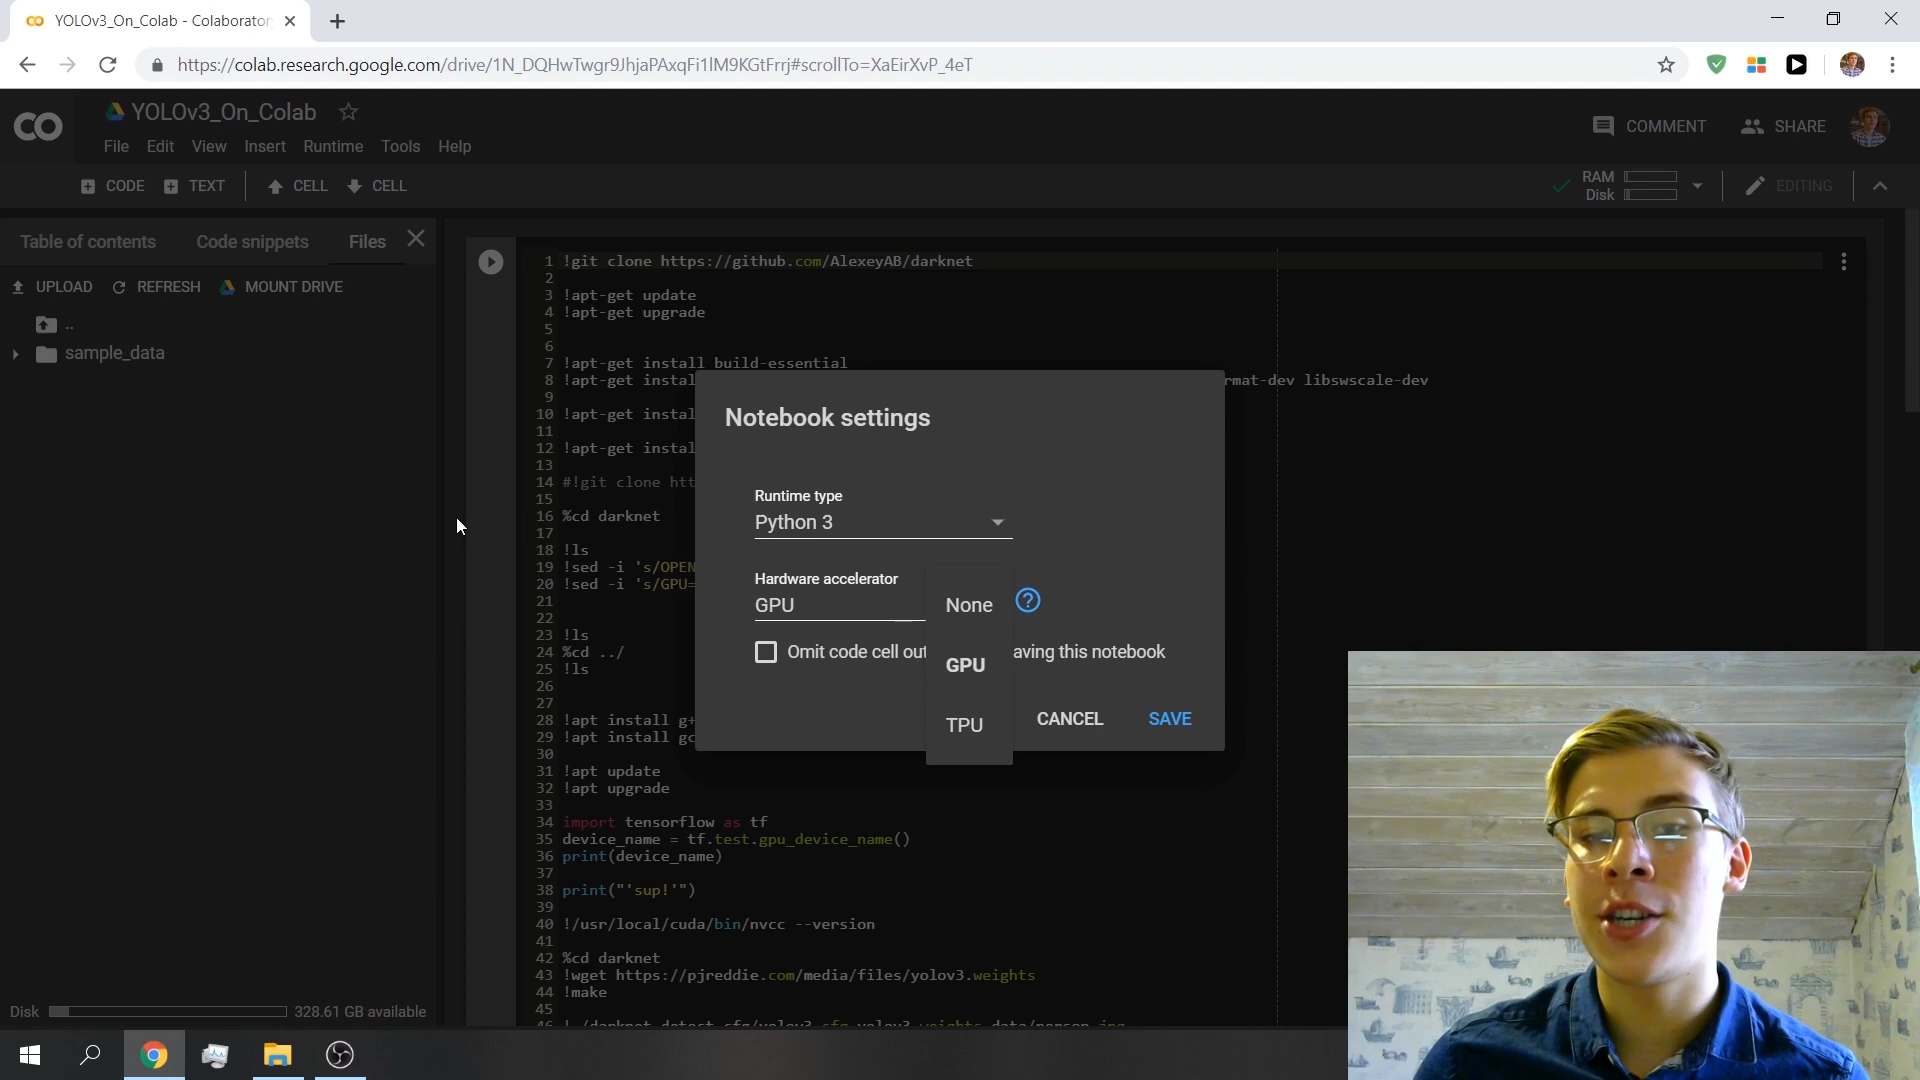 YOLOv3_On_Colab - Colaborator
https://colab.research.google.com/drive/1N_DQHwTwgr9JhjaPAxqFi1lM9KGtFrrj#scrollTo=XaEirXvP_4eT
CO
YOLOv3_On_Colab
COMMENT SHARE
File Edit View Insert Runtime Tools Help
CODE TEXT CELL CELL
RAM
Disk
EDITING
Table of contents Code snippets Files
UPLOAD REFRESH MOUNT DRIVE
..
sample_data
Disk 328.61 GB available
1 !git clone https://github.com/AlexeyAB/darknet
2
3 !apt-get update
4 !apt-get upgrade
5
6
7 !apt-get install build-essential
8 !apt-get instal rmat-dev libswscale-dev
9
10 !apt-get instal
11
12 !apt-get instal
13
14 #!git clone htt
15
16 %cd darknet
17
18 !ls
19 !sed -i 's/OPEN
20 !sed -i 's/GPU=
21
22
23 !ls
24 %cd ../
25 !ls
26
27
28 !apt install g+
29 !apt install gc
30
31 !apt update
32 !apt upgrade
33
34 import tensorflow as tf
35 device_name = tf.test.gpu_device_name()
36 print(device_name)
37
38 print("'sup!'")
39
40 !/usr/local/cuda/bin/nvcc --version
41
42 %cd darknet
43 !wget https://pjreddie.com/media/files/yolov3.weights
44 !make
45
Notebook settings
Runtime type
Python 3
Hardware accelerator
GPU
None
GPU
TPU
Omit code cell out aving this notebook
CANCEL SAVE